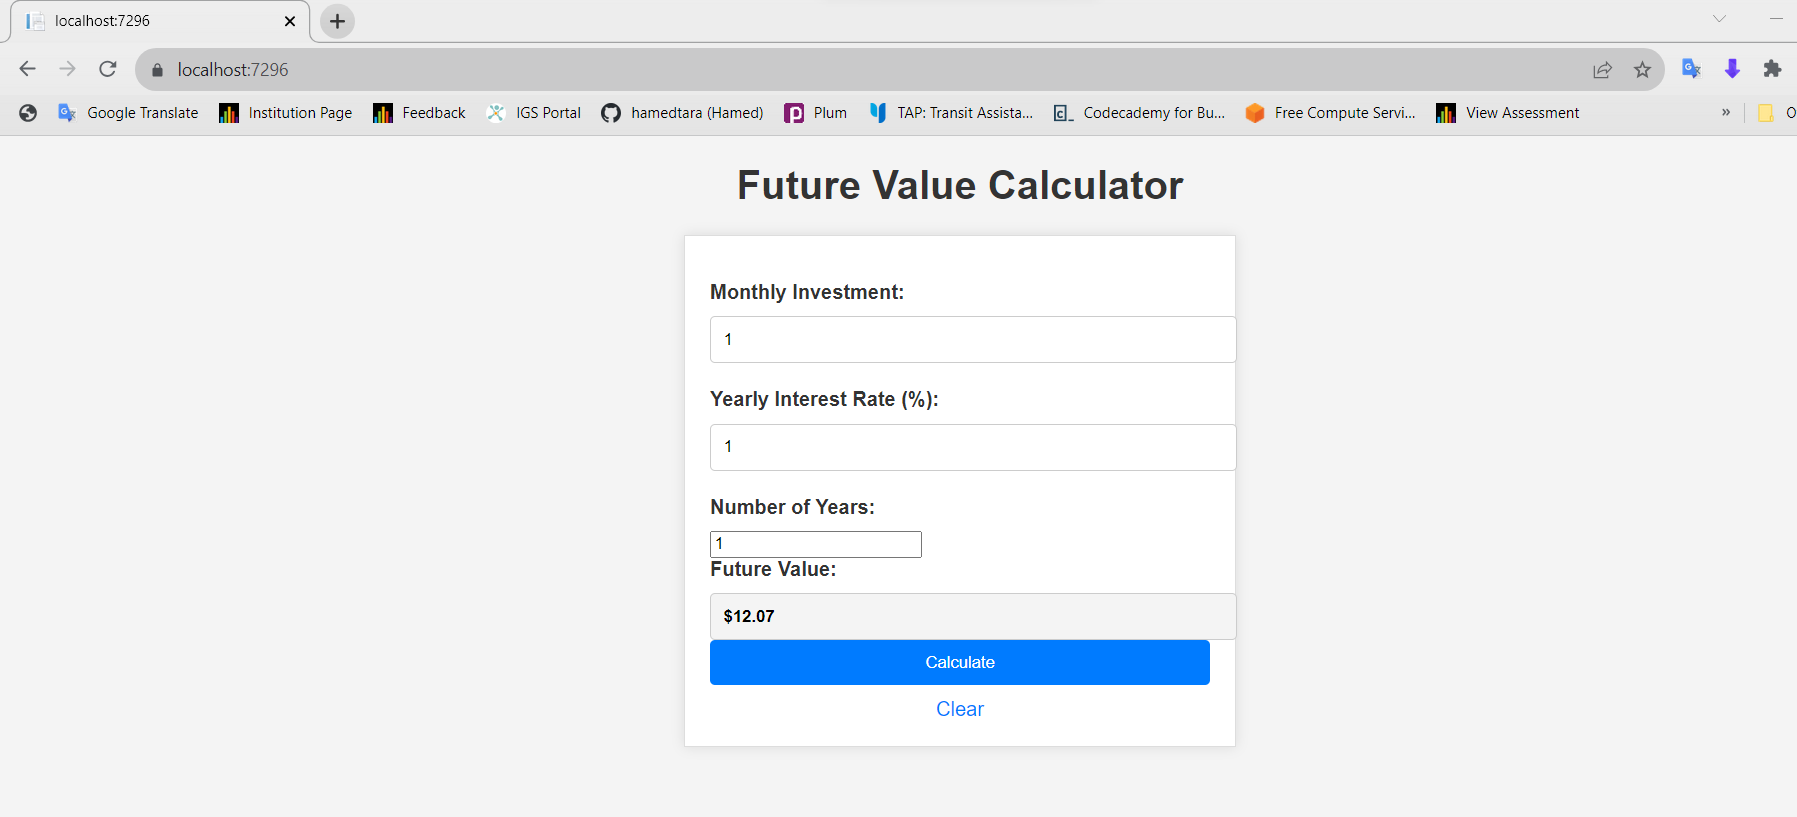 localhost:7296
localhost:7296
Google Translate Institution Page Feedback IGS Portal hamedtara (Hamed) Plum TAP: Transit Assista... Codecademy for Bu... Free Compute Servi... View Assessment » O
Future Value Calculator
Monthly Investment:
1
Yearly Interest Rate (%):
1
Number of Years:
1
Future Value:
$12.07
Calculate
Clear